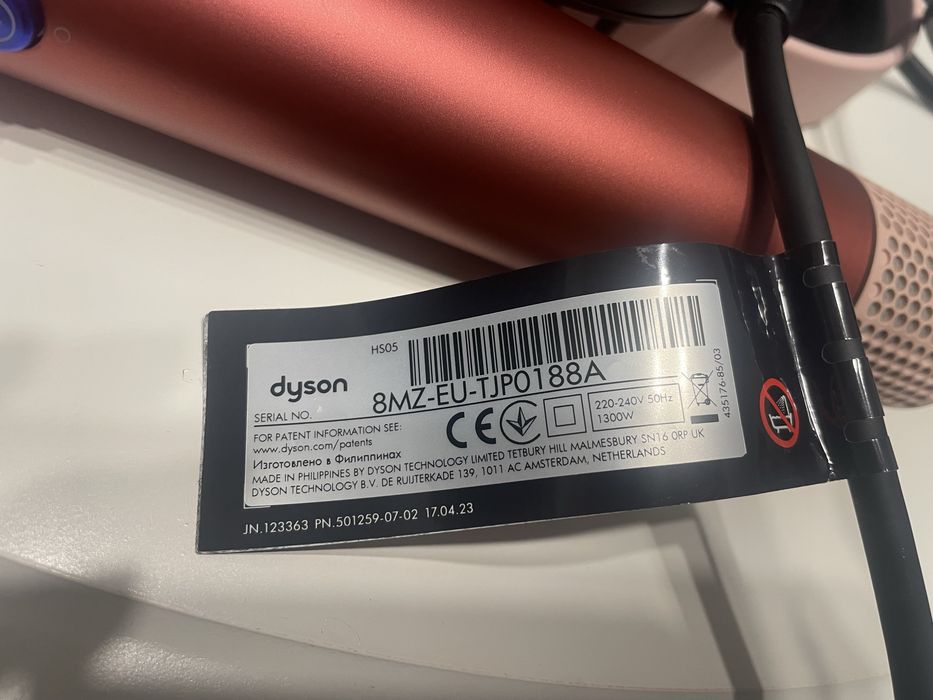 HS05
dyson
SERIAL NO.
8MZ-EU-TJP0188A
FOR PATENT INFORMATION SEE:
www.dyson.com/patents
CE
220-240V 50Hz
1300W
435176-85/03
Изготовлено в Филиппинах
MADE IN PHILIPPINES BY DYSON TECHNOLOGY LIMITED TETBURY HILL MALMESBURY SN16 0RP UK
DYSON TECHNOLOGY B.V. DE RUIJTERKADE 139, 1011 AC AMSTERDAM, NETHERLANDS
JN.123363 PN.501259-07-02 17.04.23